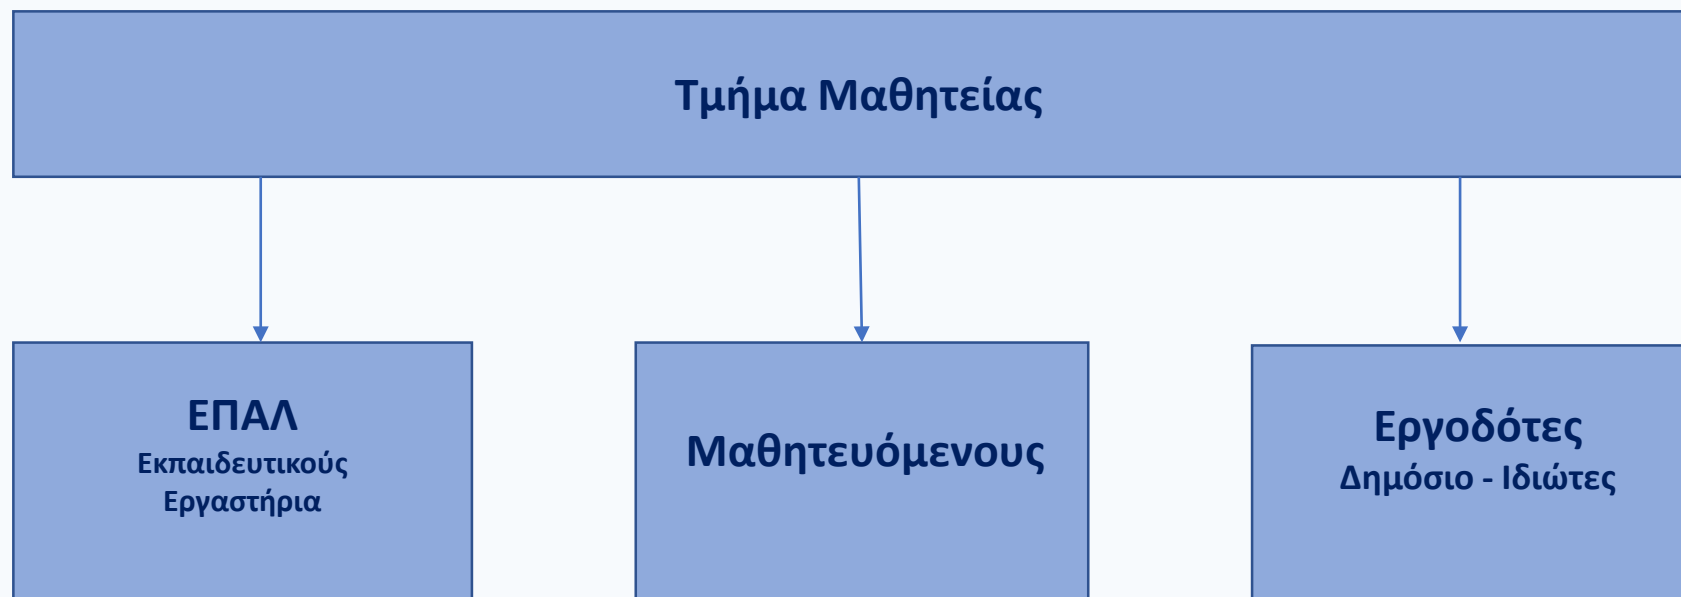 Τμήμα Μαθητείας
ΕΠΑΛ
Εκπαιδευτικούς
Εργαστήρια
Μαθητευόμενους
Εργοδότες
Δημόσιο - Ιδιώτες